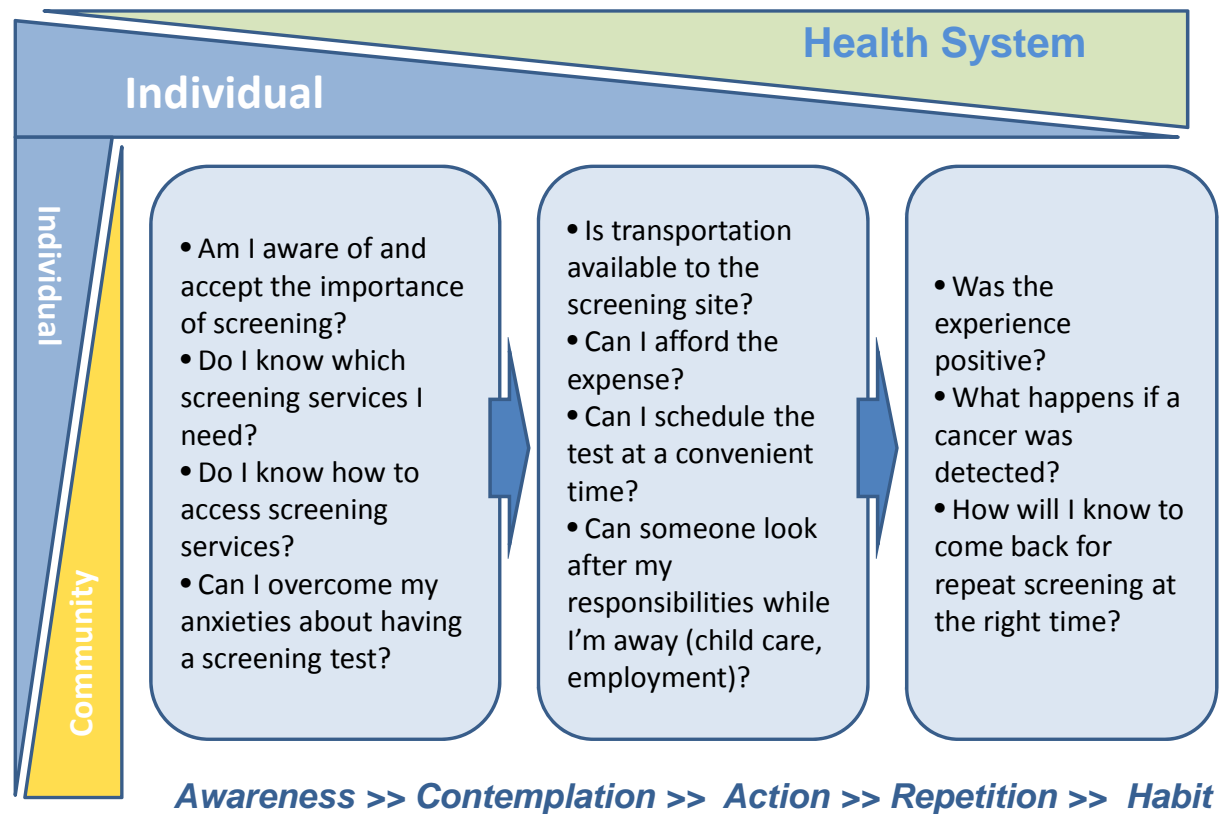 Health System
Individual
Individual
Community
• Am I aware of and
accept the importance
of screening?
• Do I know which
screening services I
need?
• Do I know how to
access screening
services?
• Can I overcome my
anxieties about having
a screening test?
• Is transportation
available to the
screening site?
• Can I afford the
expense?
• Can I schedule the
test at a convenient
time?
• Can someone look
after my
responsibilities while
I’m away (child care,
employment)?
• Was the
experience
positive?
• What happens if a
cancer was
detected?
• How will I know to
come back for
repeat screening at
the right time?
Awareness >> Contemplation >> Action >> Repetition >> Habit